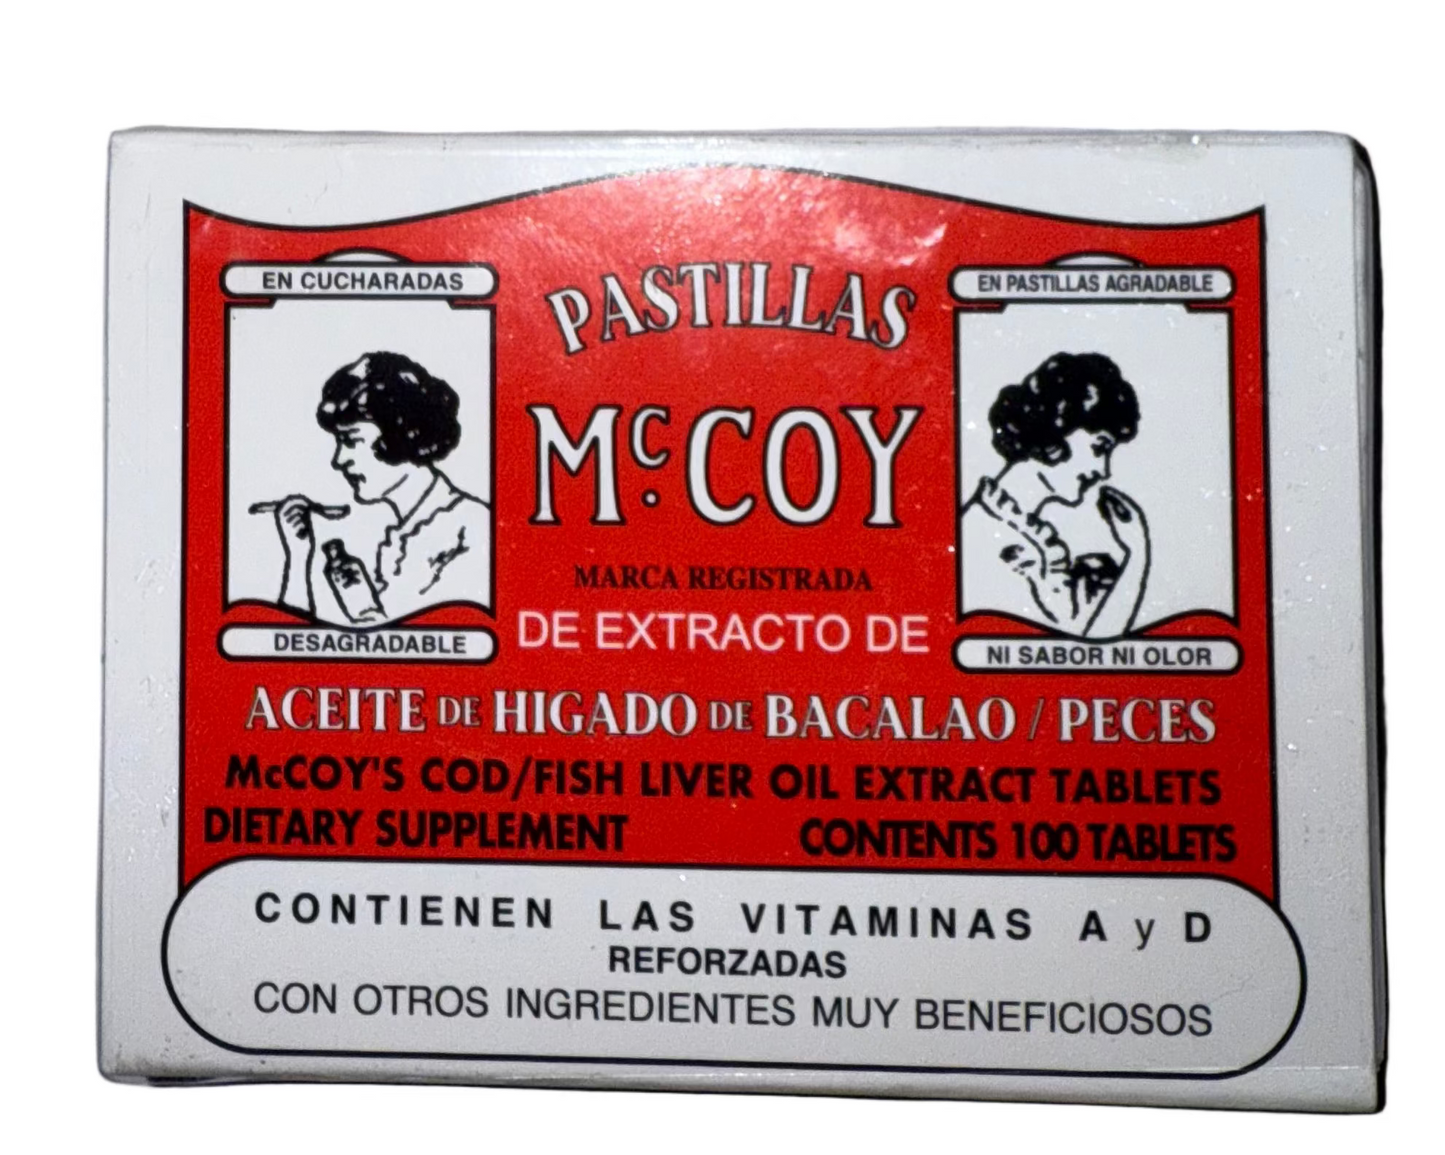 EN CUCHARADAS
DESAGRADABLE
PASTILLAS
McCOY
MARCA REGISTRADA
DE EXTRACTO DE
EN PASTILLAS AGRADABLE
NI SABOR NI OLOR
ACEITE DE HIGADO DE BACALAO / PECES
McCOY'S COD/FISH LIVER OIL EXTRACT TABLETS
DIETARY SUPPLEMENT CONTENTS 100 TABLETS
CONTIENEN LAS VITAMINAS A y D
REFORZADAS
CON OTROS INGREDIENTES MUY BENEFICIOSOS